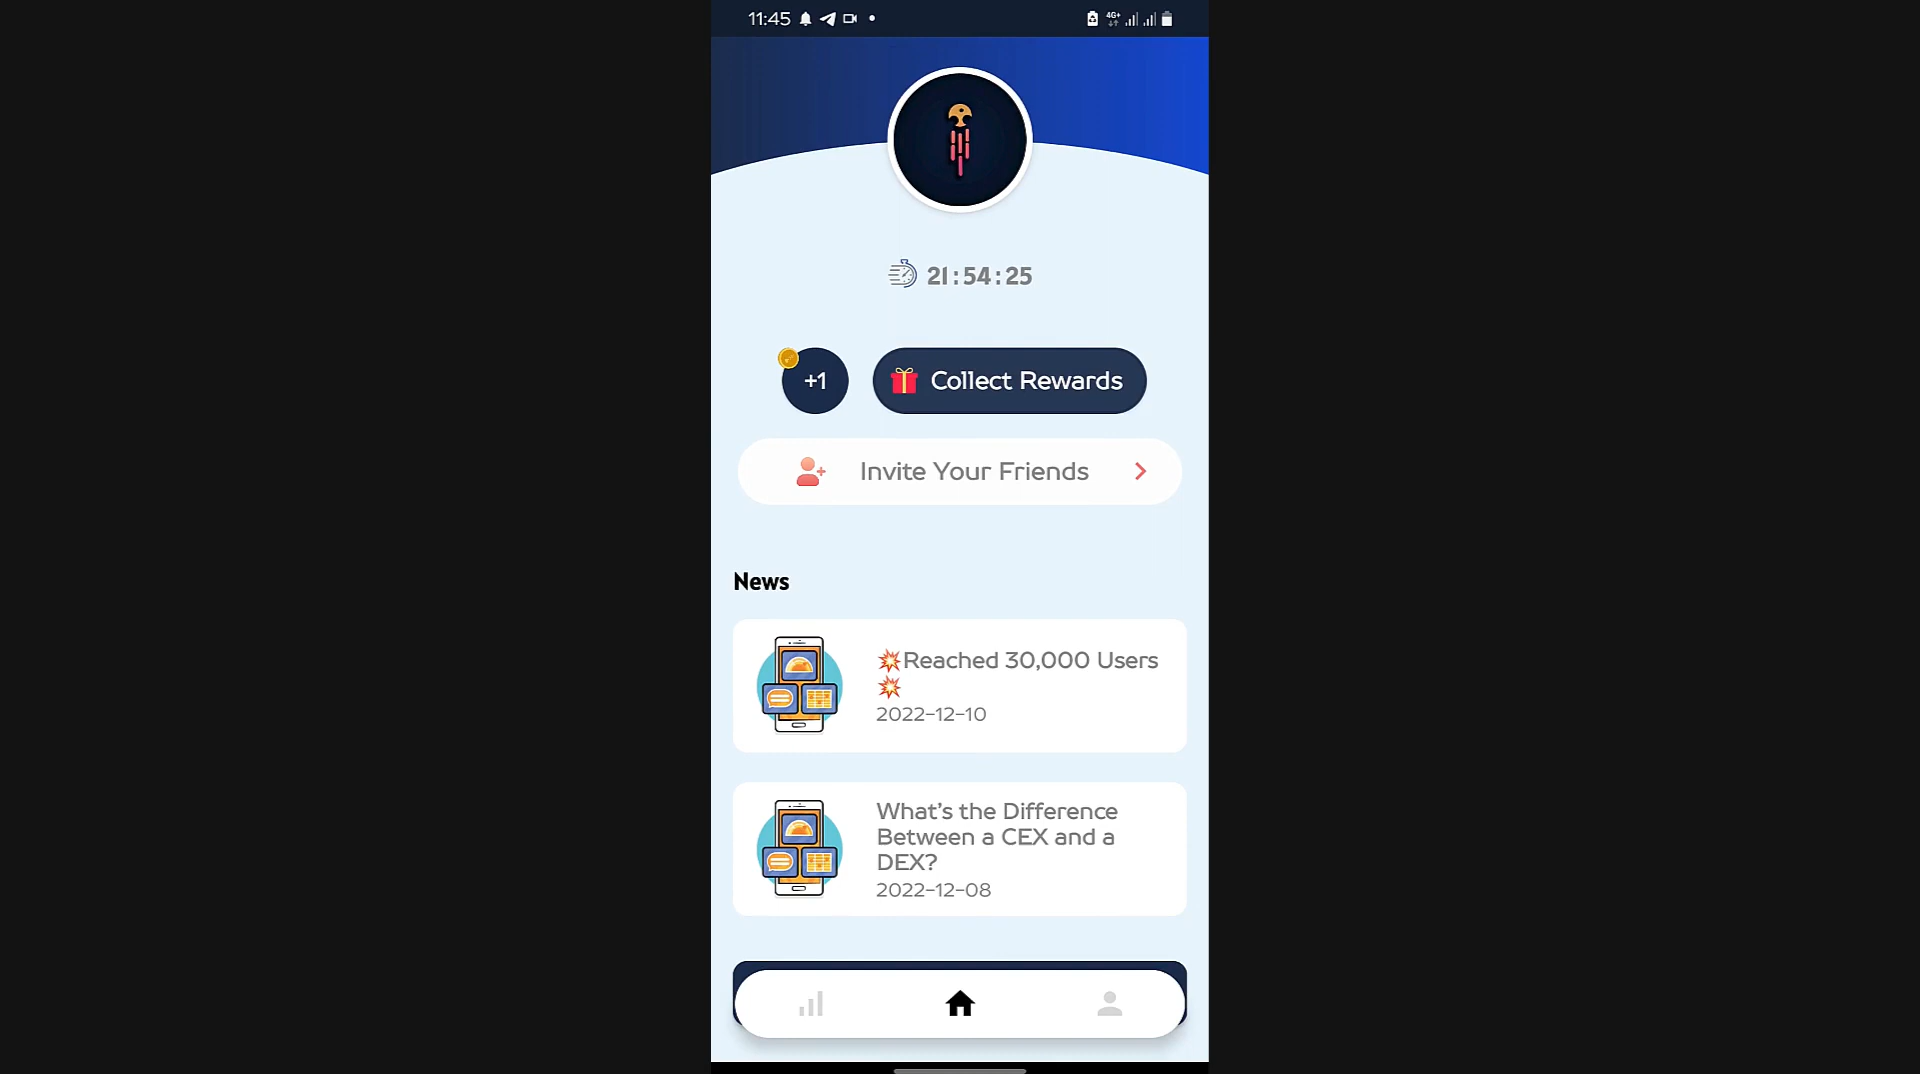 11:45
4G+
21:54:25
+1
Collect Rewards
Invite Your Friends
News
💥Reached 30,000 Users
💥
2022-12-10
What's the Difference
Between a CEX and a
DEX?
2022-12-08